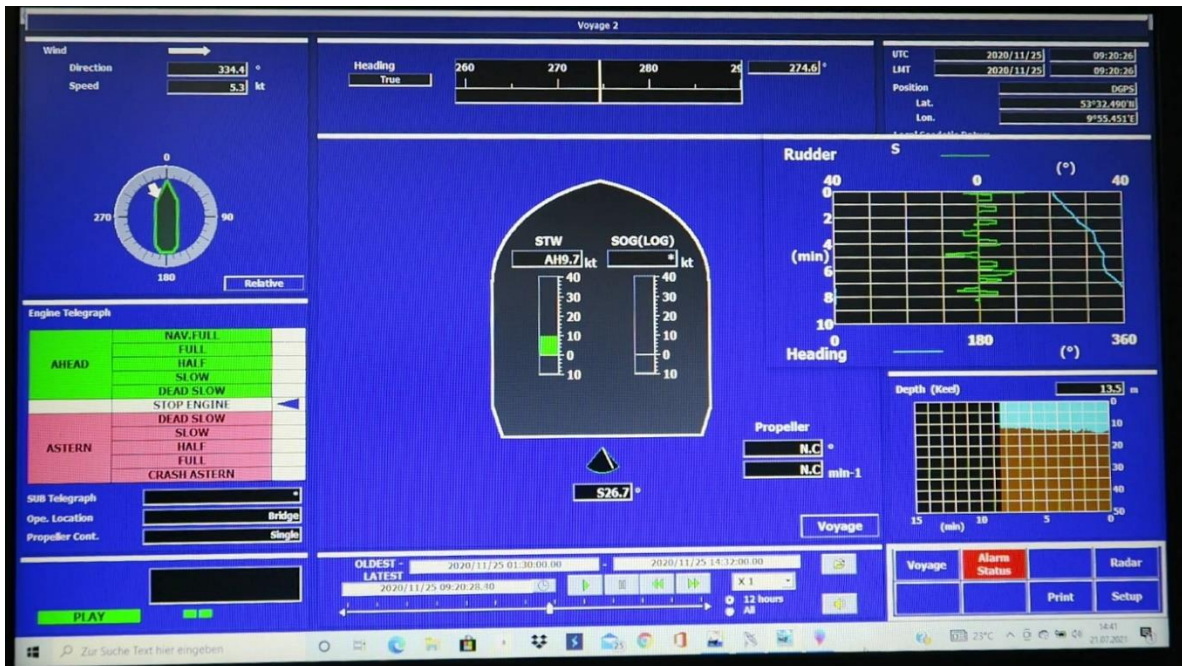 Voyage 2
Wind
Direction 334.4 °
Speed 5.3 kt
0
270 90
180
Relative
Heading
True
260 270 280 29 274.6 °
UTC 2020/11/25 09:20:26
LMT 2020/11/25 09:20:26
Position DGPS
Lat. 53°32.490'N
Lon. 9°55.451'E
Rudder S (°)
40 0 40
0
2
4
(min)
6
8
10
0 180 360
Heading (°)
STW SOG(LOG)
AH9.7 kt * kt
40 40
30 30
20 20
10 10
0 0
10 10
S26.7 °
Propeller
N.C °
N.C min-1
Voyage
Engine Telegraph
AHEAD
NAV.FULL
FULL
HALF
SLOW
DEAD SLOW
STOP ENGINE
ASTERN
DEAD SLOW
SLOW
HALF
FULL
CRASH ASTERN
SUB Telegraph *
Ope. Location Bridge
Propeller Cont. Single
Depth (Keel) 13.5 m
0
10
20
30
40
50
15 (min) 10 5 0
PLAY
OLDEST - LATEST
2020/11/25 01:30:00.00 - 2020/11/25 14:32:00.00
2020/11/25 09:20:28.40
X 1
12 hours
All
Voyage
Alarm Status
Radar
Print
Setup
Zur Suche Text hier eingeben
25
23°C
14:41
21.07.2021